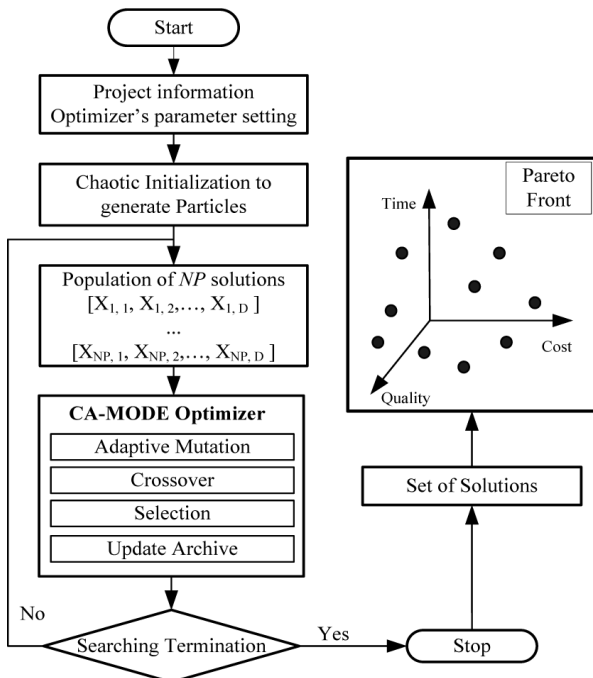 Start
Project information
Optimizer's parameter setting
Chaotic Initialization to
generate Particles
Population of NP solutions
[X1, 1, X1, 2,..., X1, D ]
...
[XNP, 1, XNP, 2,..., XNP, D ]
CA-MODE Optimizer
Adaptive Mutation
Crossover
Selection
Update Archive
No
Searching Termination
Yes
Stop
Set of Solutions
Pareto
Front
Time
Cost
Quality